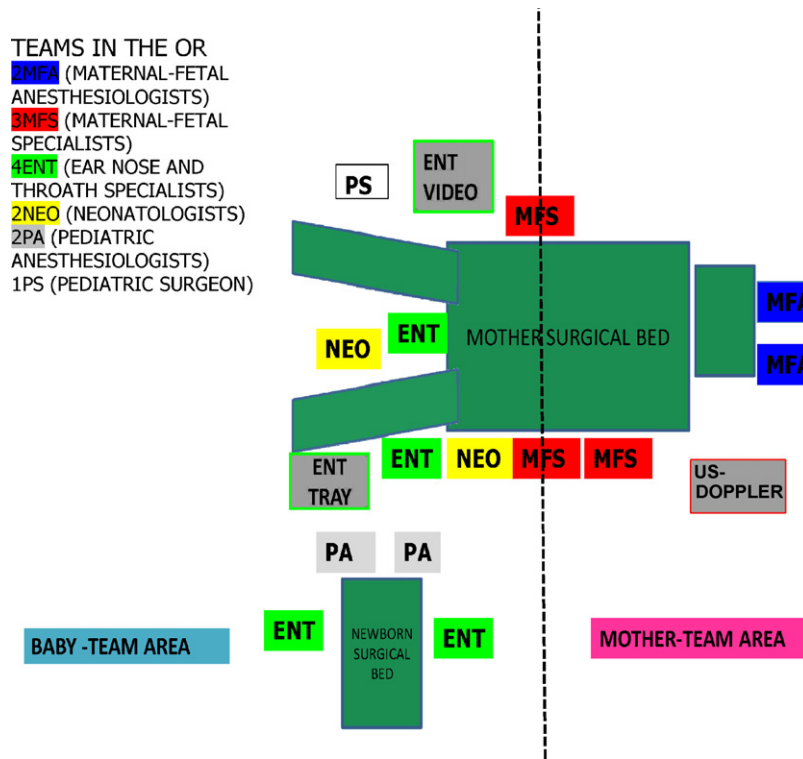 TEAMS IN THE OR
2MFA (MATERNAL-FETAL
ANESTHESIOLOGISTS)
3MFS (MATERNAL-FETAL
SPECIALISTS)
4ENT (EAR NOSE AND
THROATH SPECIALISTS)
2NEO (NEONATOLOGISTS)
2PA (PEDIATRIC
ANESTHESIOLOGISTS)
1PS (PEDIATRIC SURGEON)
PS
ENT
VIDEO
MFS
MFA
NEO
ENT
MOTHER SURGICAL BED
MFA
ENT
TRAY
ENT
NEO
MFS
MFS
US-
DOPPLER
PA
PA
BABY -TEAM AREA
ENT
NEWBORN
SURGICAL
BED
ENT
MOTHER-TEAM AREA